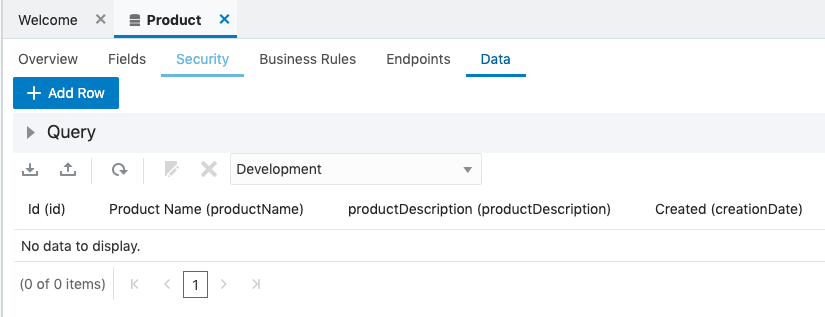 Welcome Product
Overview Fields Security Business Rules Endpoints Data
Add Row
Query
Development
Id (id) Product Name (productName) productDescription (productDescription) Created (creationDate)
No data to display.
(0 of 0 items) 1